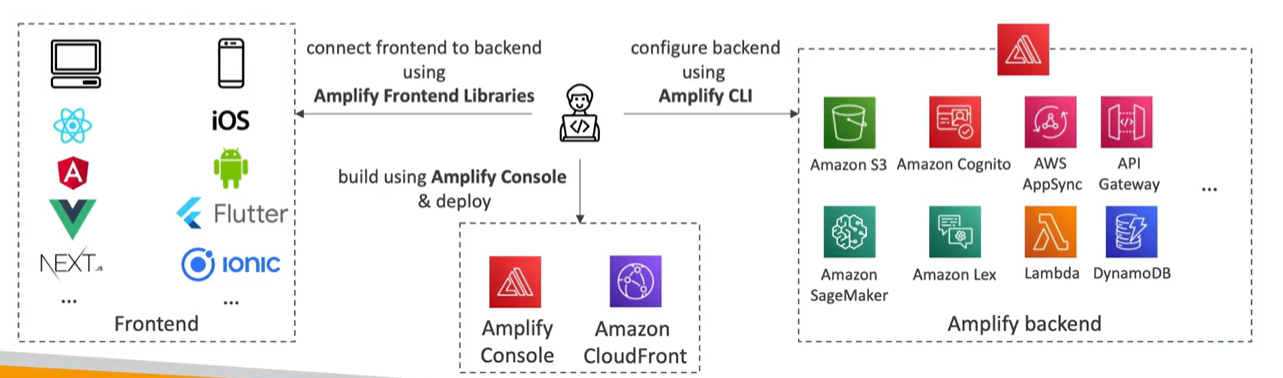 connect frontend to backend
using
Amplify Frontend Libraries
configure backend
using
Amplify CLI
build using Amplify Console
& deploy
iOS
Flutter
NEXT.JS
IONIC
...
...
Frontend
Amplify
Console
Amazon
CloudFront
Amazon S3
Amazon Cognito
AWS
AppSync
API
Gateway
...
Amazon
SageMaker
Amazon Lex
Lambda
DynamoDB
Amplify backend